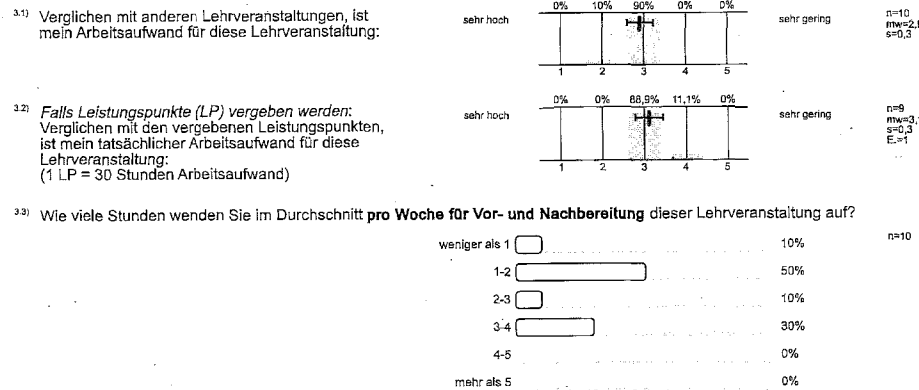 3.1) Verglichen mit anderen Lehrveranstaltungen, ist
mein Arbeitsaufwand für diese Lehrveranstaltung:
sehr hoch
0% 10% 90% 0% 0%
1 2 3 4 5
sehr gering
n=10
s=0,3
3.2) Falls Leistungspunkte (LP) vergeben werden:
Verglichen mit den vergebenen Leistungspunkten,
ist mein tatsächlicher Arbeitsaufwand für diese
Lehrveranstaltung:
(1 LP = 30 Stunden Arbeitsaufwand)
sehr hoch
0% 0% 88,9% 11,1% 0%
1 2 3 4 5
sehr gering
n=9
s=0,3
E.=1
3.3) Wie viele Stunden wenden Sie im Durchschnitt pro Woche für Vor- und Nachbereitung dieser Lehrveranstaltung auf?
n=10
weniger als 1 10%
1-2 50%
2-3 10%
3-4 30%
4-5 0%
mehr als 5 0%